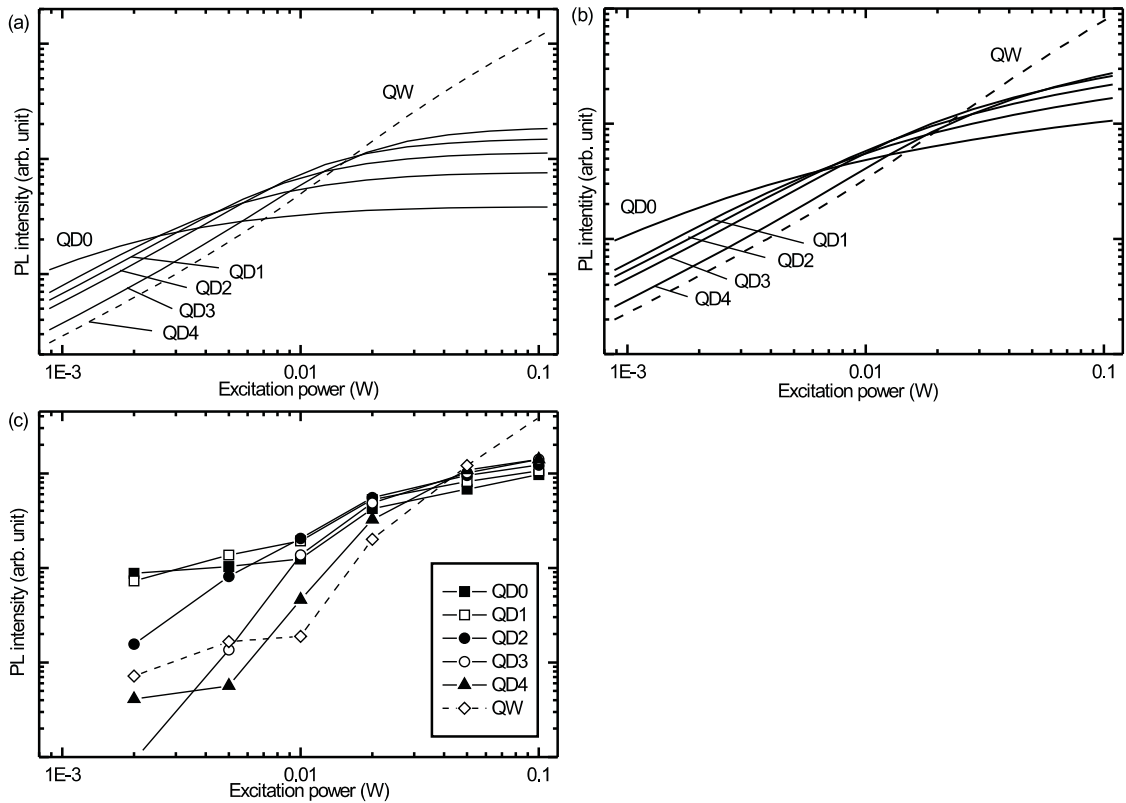 (a)
PL intensity (arb. unit)
QW
QD0
QD1
QD2
QD3
QD4
1E-3
0.01
0.1
Excitation power (W)
(b)
PL intentity (arb. unit)
QW
QD0
QD1
QD2
QD3
QD4
1E-3
0.01
0.1
Excitation power (W)
(c)
PL intensity (arb. unit)
QD0
QD1
QD2
QD3
QD4
QW
1E-3
0.01
0.1
Excitation power (W)